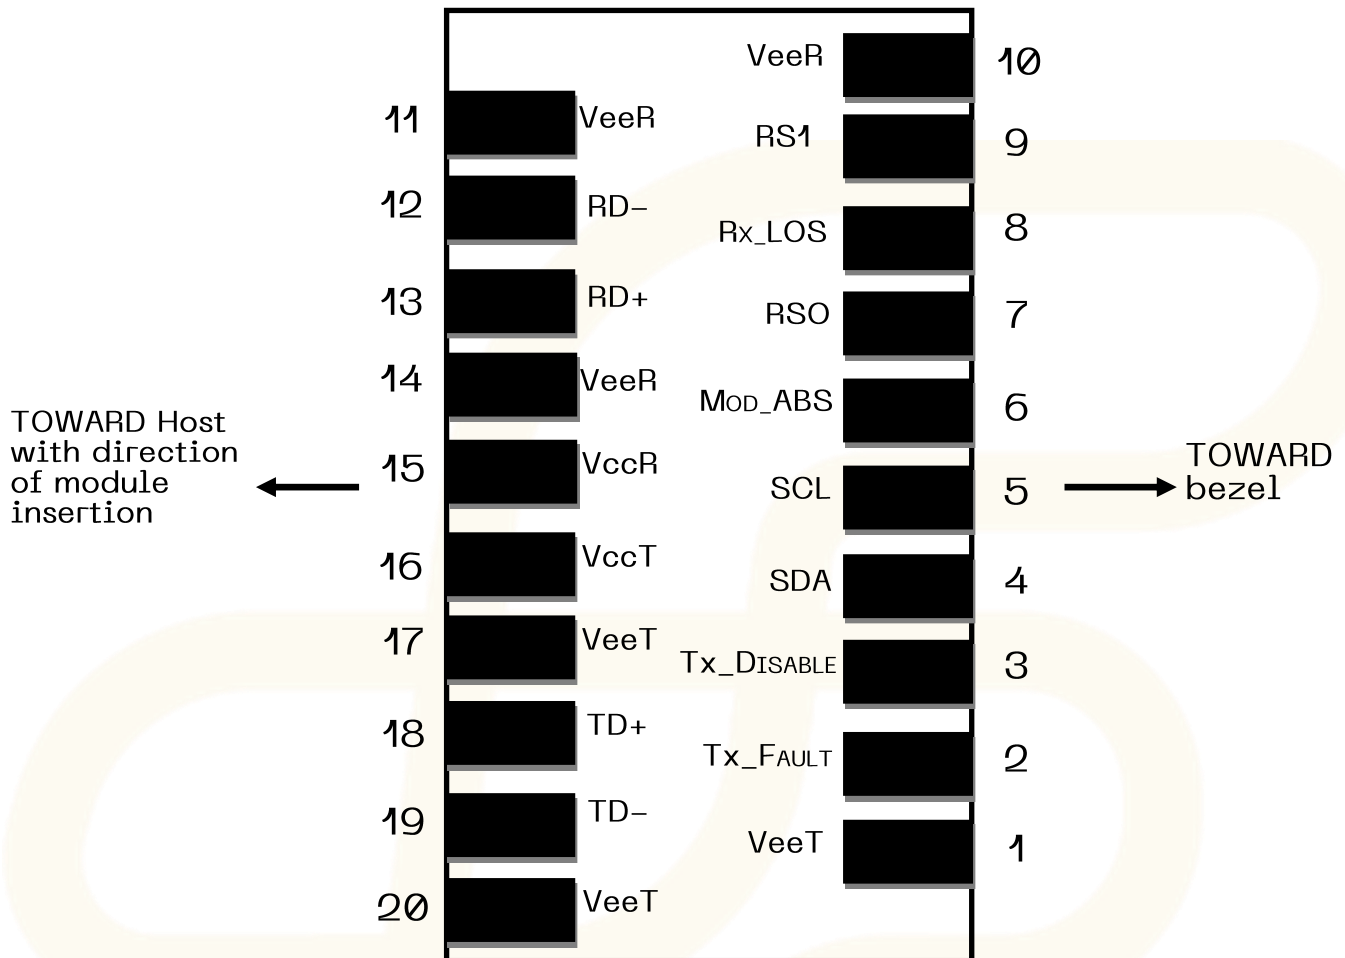 VeeR 10
11 VeeR
RS1 9
12 RD-
Rx_LOS 8
13 RD+
RSO 7
14 VeeR
Mod_ABS 6
TOWARD Host
with direction
of module
insertion
15 VccR
SCL 5
TOWARD
bezel
16 VccT
SDA 4
17 VeeT
Tx_Disable 3
18 TD+
Tx_Fault 2
19 TD-
VeeT 1
20 VeeT